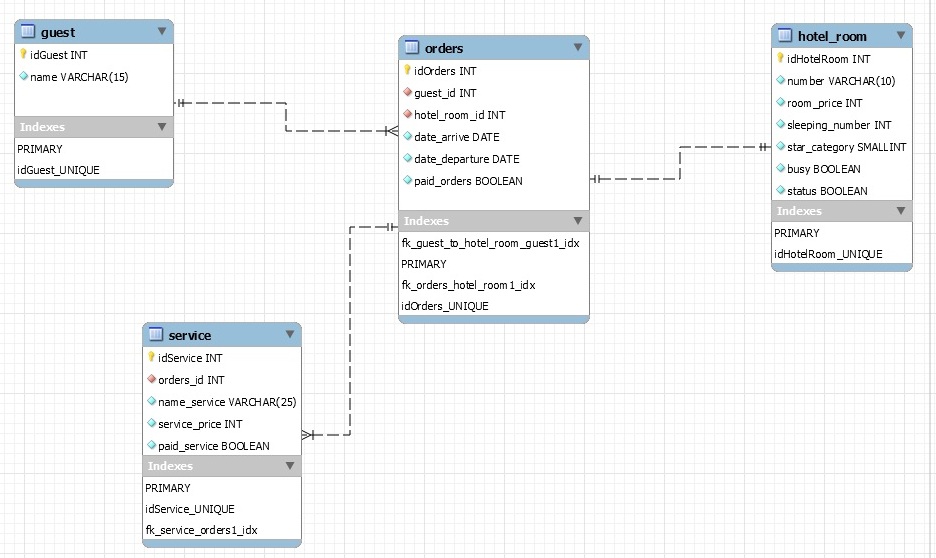 guest
idGuest INT
name VARCHAR(15)
Indexes
PRIMARY
idGuest_UNIQUE
orders
idOrders INT
guest_id INT
hotel_room_id INT
date_arrive DATE
date_departure DATE
paid_orders BOOLEAN
Indexes
fk_guest_to_hotel_room_guest1_idx
PRIMARY
fk_orders_hotel_room1_idx
idOrders_UNIQUE
hotel_room
idHotelRoom INT
number VARCHAR(10)
room_price INT
sleeping_number INT
star_category SMALLINT
busy BOOLEAN
status BOOLEAN
Indexes
PRIMARY
idHotelRoom_UNIQUE
service
idService INT
orders_id INT
name_service VARCHAR(25)
service_price INT
paid_service BOOLEAN
Indexes
PRIMARY
idService_UNIQUE
fk_service_orders1_idx